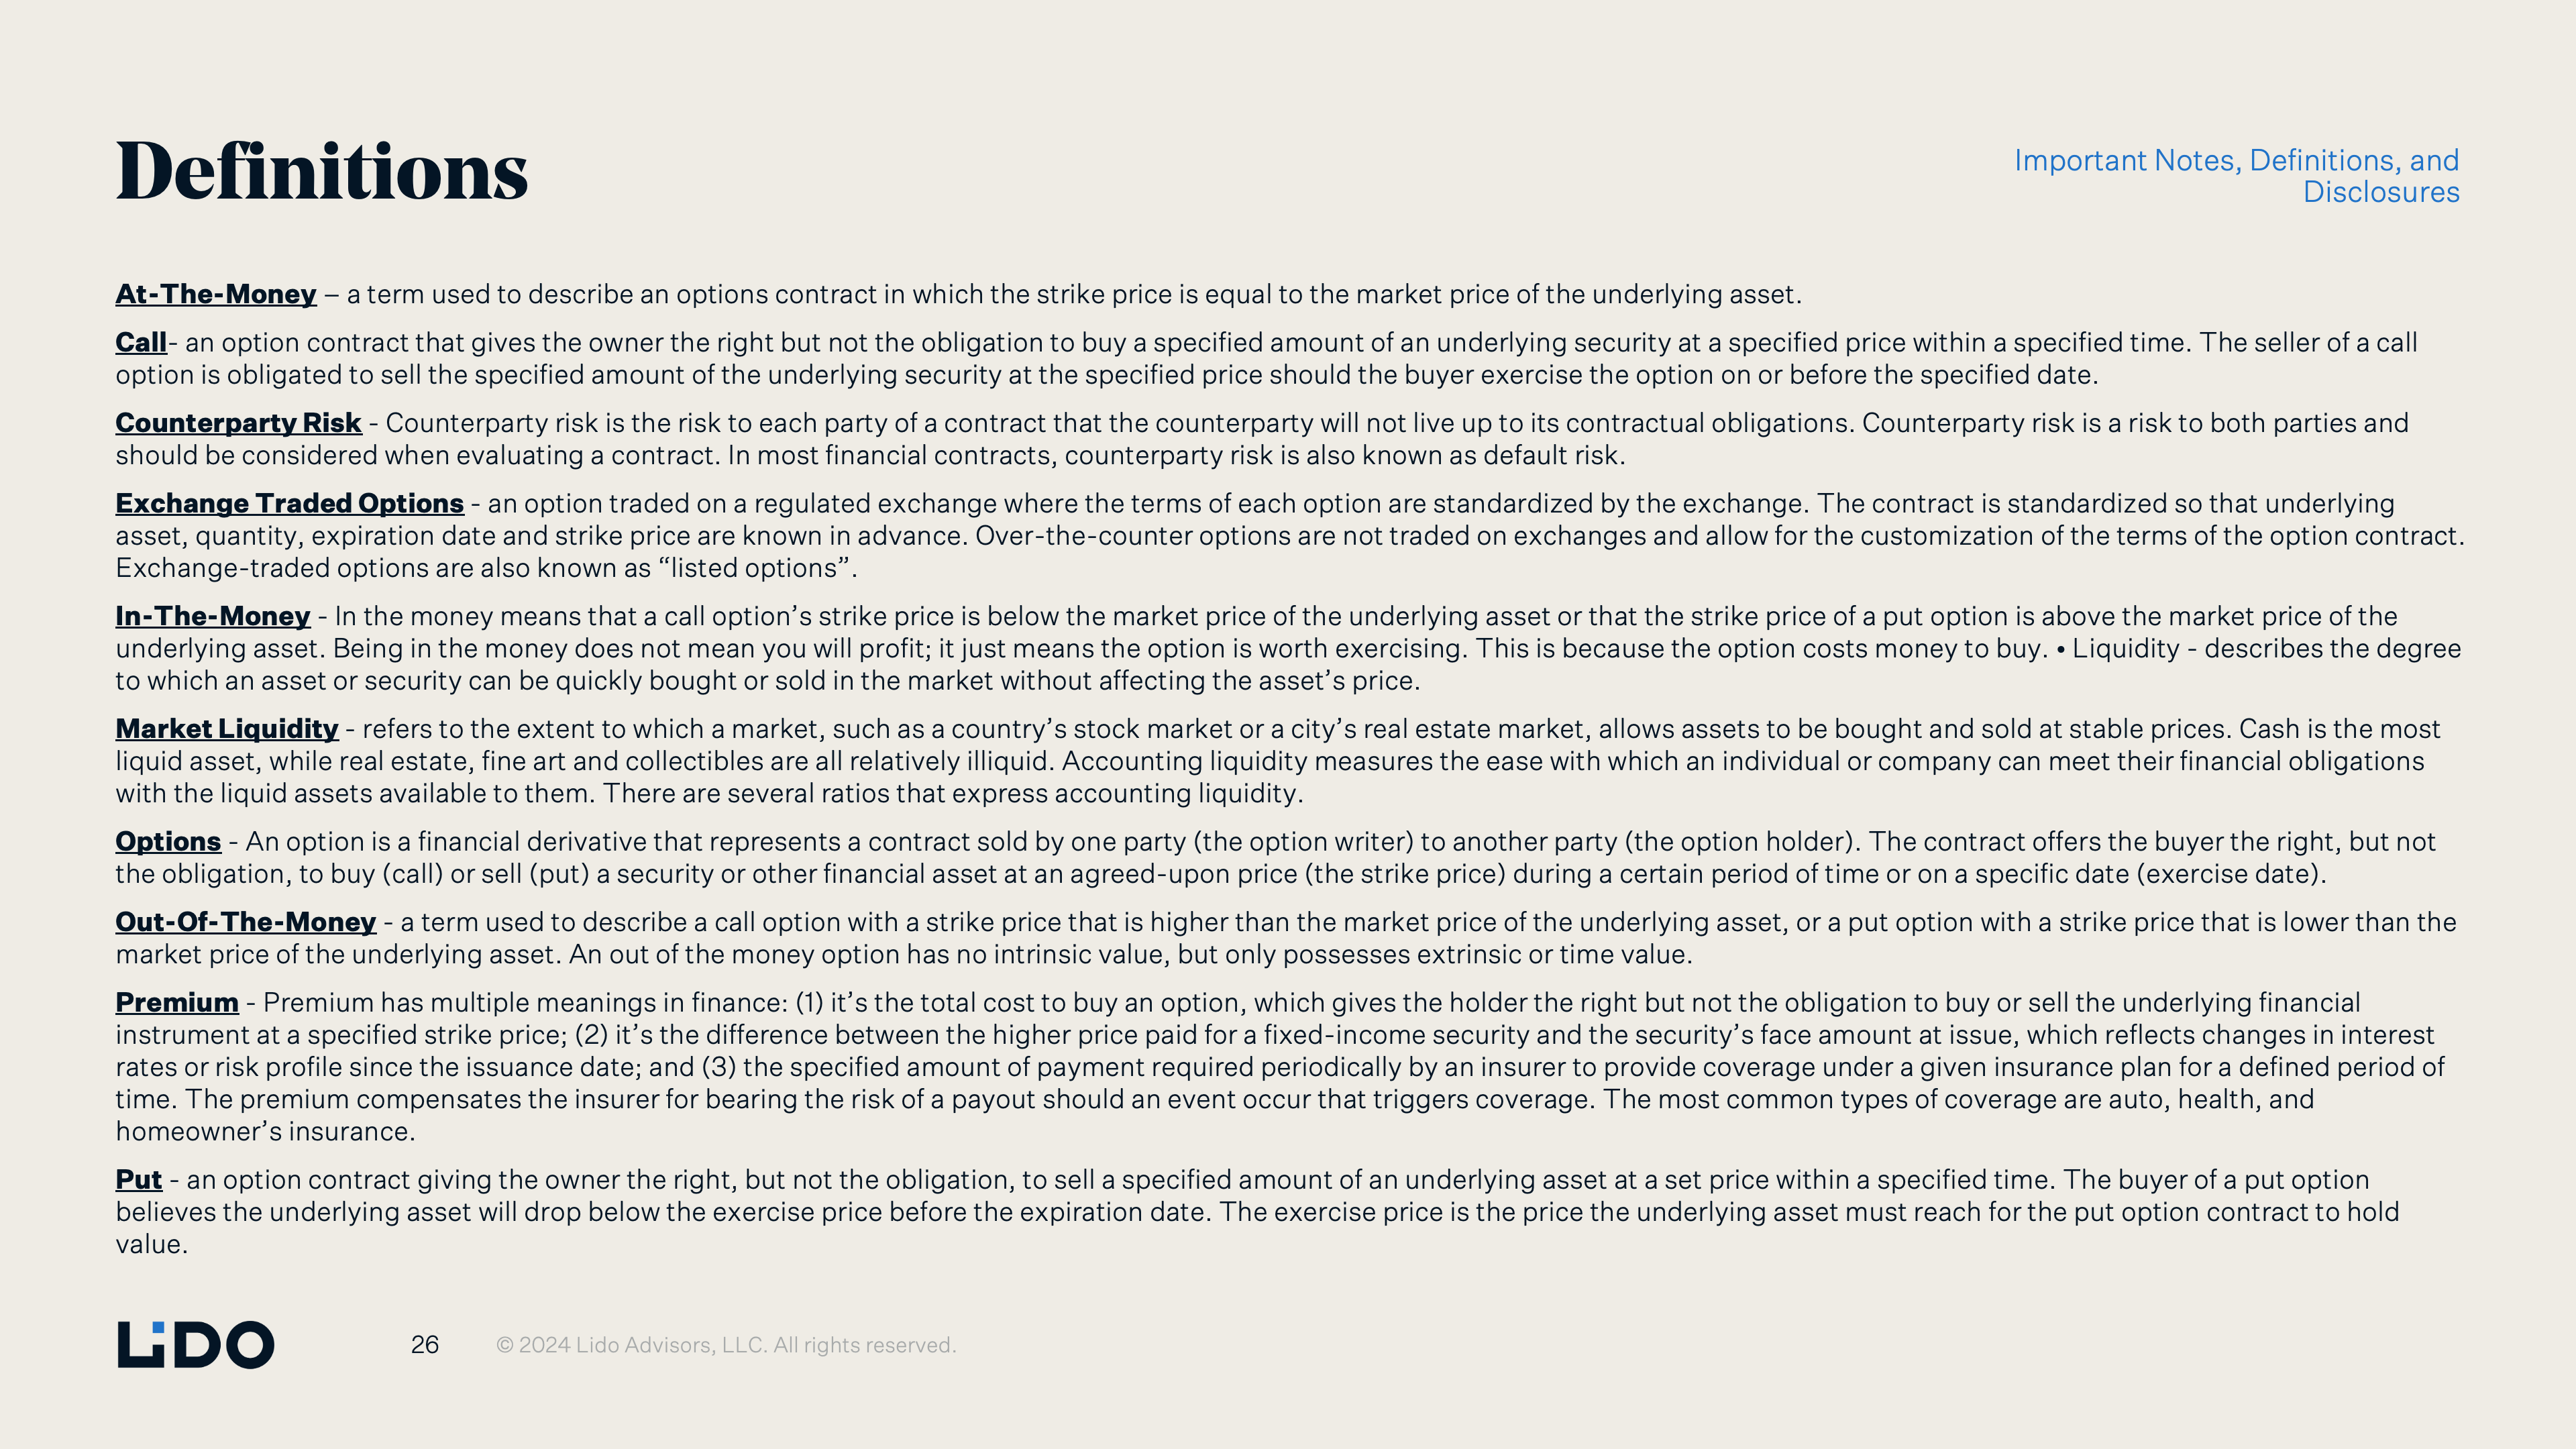 Definitions
Important Notes, Definitions, and
Disclosures
At-The-Money – a term used to describe an options contract in which the strike price is equal to the market price of the underlying asset.
Call- an option contract that gives the owner the right but not the obligation to buy a specified amount of an underlying security at a specified price within a specified time. The seller of a call
option is obligated to sell the specified amount of the underlying security at the specified price should the buyer exercise the option on or before the specified date.
Counterparty Risk - Counterparty risk is the risk to each party of a contract that the counterparty will not live up to its contractual obligations. Counterparty risk is a risk to both parties and
should be considered when evaluating a contract. In most financial contracts, counterparty risk is also known as default risk.
Exchange Traded Options - an option traded on a regulated exchange where the terms of each option are standardized by the exchange. The contract is standardized so that underlying
asset, quantity, expiration date and strike price are known in advance. Over-the-counter options are not traded on exchanges and allow for the customization of the terms of the option contract.
Exchange-traded options are also known as “listed options”.
In-The-Money - In the money means that a call option’s strike price is below the market price of the underlying asset or that the strike price of a put option is above the market price of the
underlying asset. Being in the money does not mean you will profit; it just means the option is worth exercising. This is because the option costs money to buy. • Liquidity - describes the degree
to which an asset or security can be quickly bought or sold in the market without affecting the asset’s price.
Market Liquidity - refers to the extent to which a market, such as a country’s stock market or a city’s real estate market, allows assets to be bought and sold at stable prices. Cash is the most
liquid asset, while real estate, fine art and collectibles are all relatively illiquid. Accounting liquidity measures the ease with which an individual or company can meet their financial obligations
with the liquid assets available to them. There are several ratios that express accounting liquidity.
Options - An option is a financial derivative that represents a contract sold by one party (the option writer) to another party (the option holder). The contract offers the buyer the right, but not
the obligation, to buy (call) or sell (put) a security or other financial asset at an agreed-upon price (the strike price) during a certain period of time or on a specific date (exercise date).
Out-Of-The-Money - a term used to describe a call option with a strike price that is higher than the market price of the underlying asset, or a put option with a strike price that is lower than the
market price of the underlying asset. An out of the money option has no intrinsic value, but only possesses extrinsic or time value.
Premium - Premium has multiple meanings in finance: (1) it’s the total cost to buy an option, which gives the holder the right but not the obligation to buy or sell the underlying financial
instrument at a specified strike price; (2) it’s the difference between the higher price paid for a fixed-income security and the security’s face amount at issue, which reflects changes in interest
rates or risk profile since the issuance date; and (3) the specified amount of payment required periodically by an insurer to provide coverage under a given insurance plan for a defined period of
time. The premium compensates the insurer for bearing the risk of a payout should an event occur that triggers coverage. The most common types of coverage are auto, health, and
homeowner’s insurance.
Put - an option contract giving the owner the right, but not the obligation, to sell a specified amount of an underlying asset at a set price within a specified time. The buyer of a put option
believes the underlying asset will drop below the exercise price before the expiration date. The exercise price is the price the underlying asset must reach for the put option contract to hold
value.
LiDO
26
© 2024 Lido Advisors, LLC. All rights reserved.